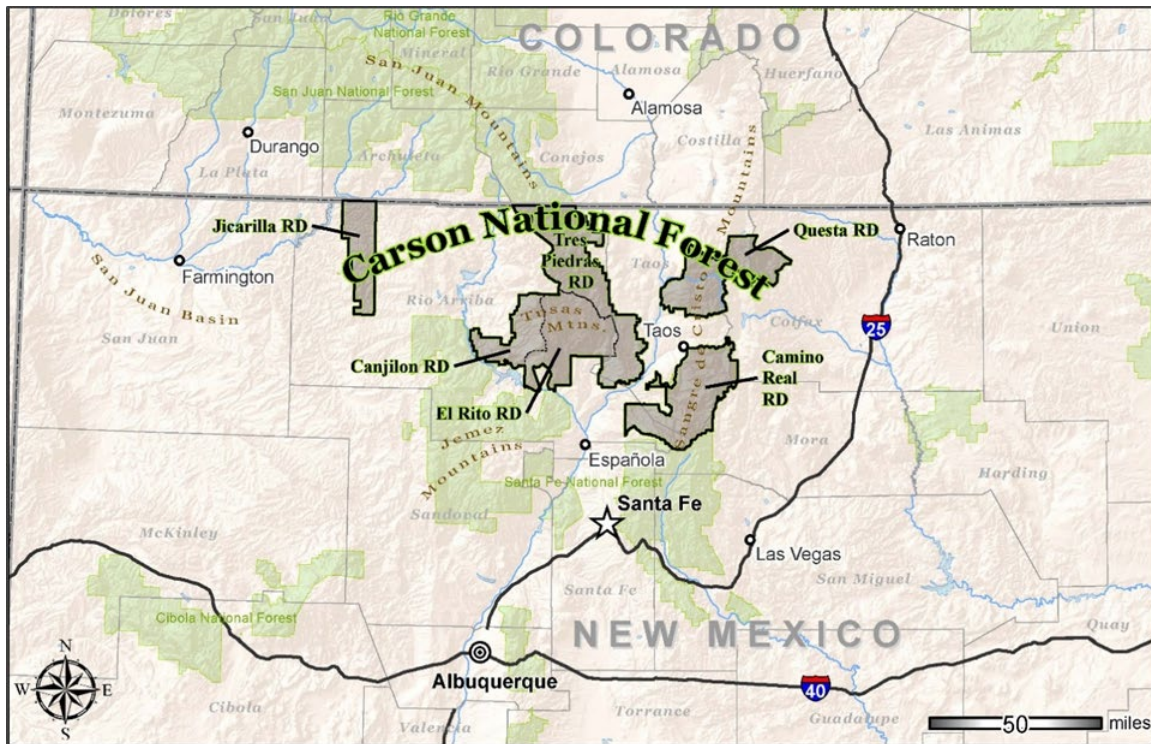 Dolores
San Juan
Rio Grande
National Forest
Mineral
COLORADO
Rio Grande
Alamosa
Huerfano
San Juan National Forest
San Juan Mountains
Alamosa
Montezuma
Durango
Costilla
Las Animas
La Plata
Archuleta
Conejos
Jicarilla RD
Carson National Forest
Tres
Piedras
RD
Taos
Questa RD
Raton
Farmington
San Juan Basin
Rio Arriba
Sangre de Cristo Mountains
San Juan
Tusas
Mtns.
Taos
Colfax
25
Union
Canjilon RD
Camino
Real
RD
El Rito RD
Jemez
Mountains
Española
Mora
Harding
Santa Fe National Forest
Sandoval
Santa Fe
McKinley
Las Vegas
Santa Fe
San Miguel
Cibola National Forest
NEW MEXICO
Quay
Albuquerque
N
W E
S
40
Cibola
Valencia
Torrance
Guadalupe
50 miles